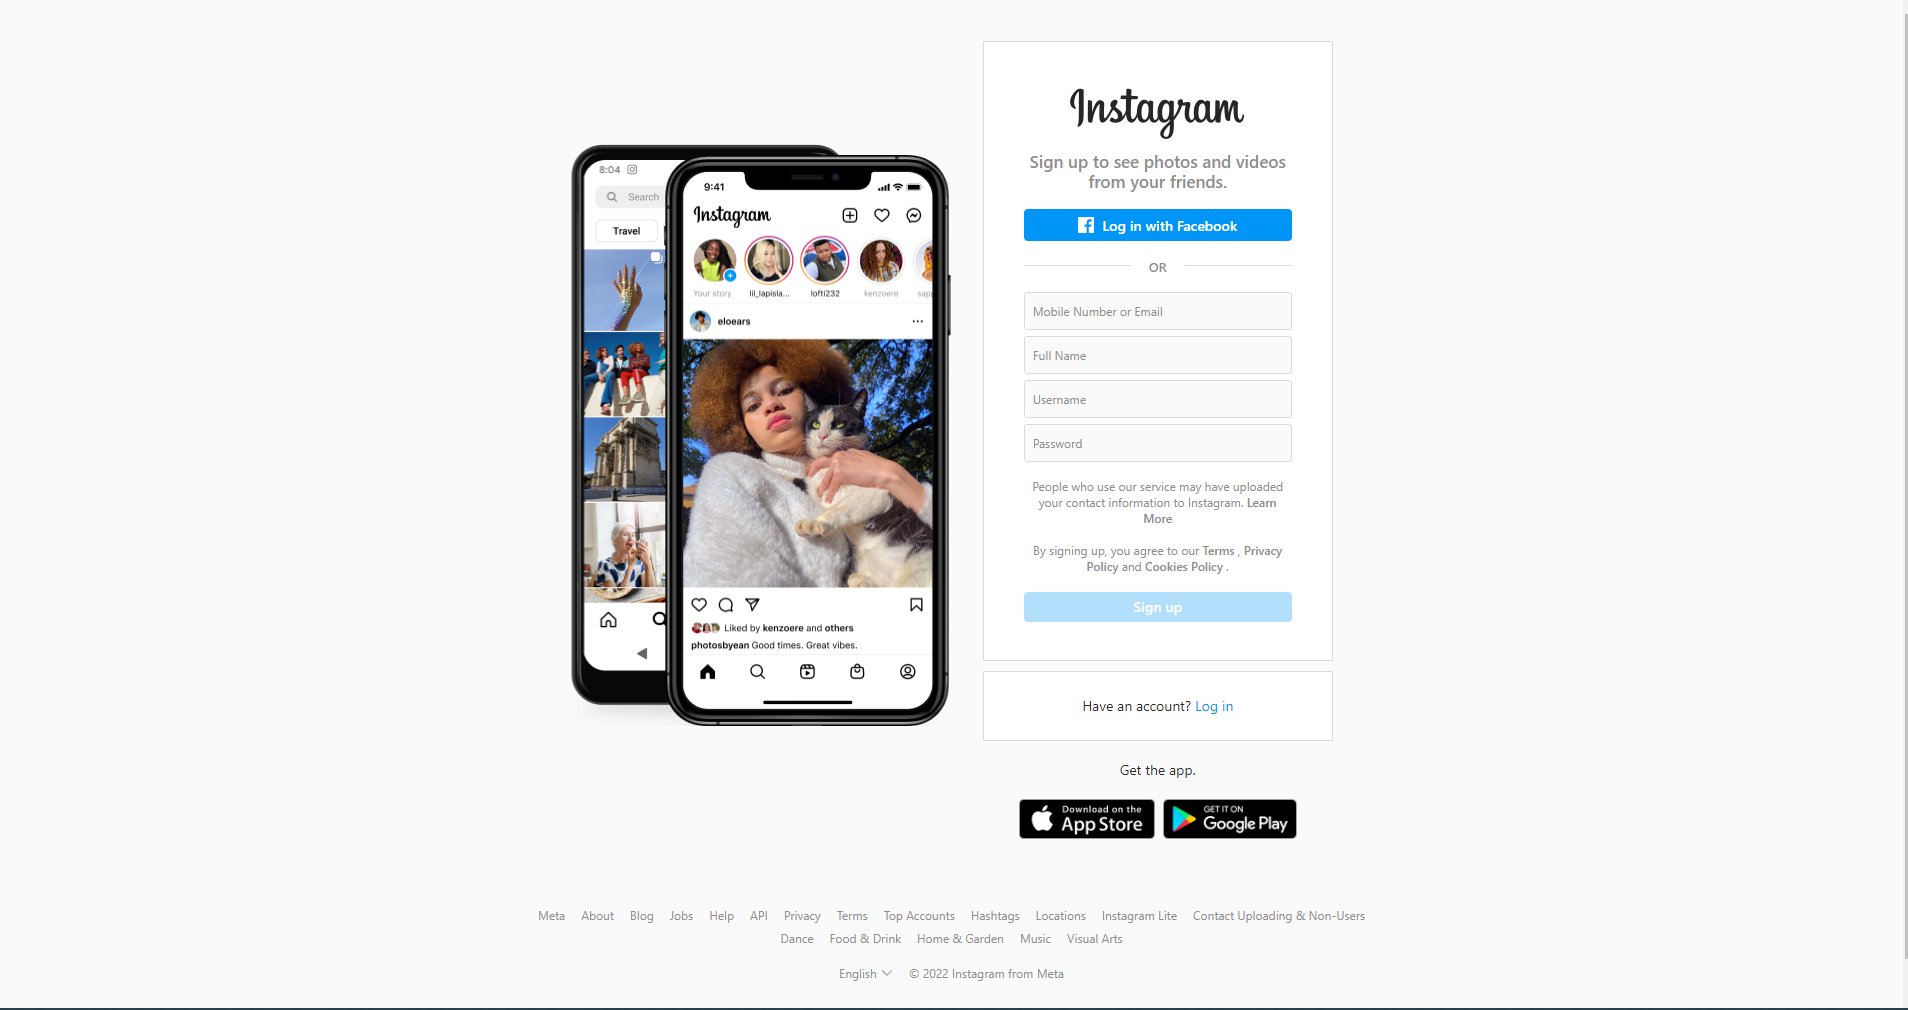 8:04
Search
Travel
9:41
Instagram
Your story
lil_lapisla...
lofti232
kenzoere
sapp
eloears
Liked by kenzoere and others
photosbyean Good times. Great vibes.
Instagram
Sign up to see photos and videos
from your friends.
Log in with Facebook
OR
Mobile Number or Email
Full Name
Username
Password
People who use our service may have uploaded
your contact information to Instagram. Learn
More
By signing up, you agree to our Terms , Privacy
Policy and Cookies Policy .
Sign up
Have an account? Log in
Get the app.
Download on the
App Store
GET IT ON
Google Play
Meta About Blog Jobs Help API Privacy Terms Top Accounts Hashtags Locations Instagram Lite Contact Uploading & Non-Users
Dance Food & Drink Home & Garden Music Visual Arts
English © 2022 Instagram from Meta